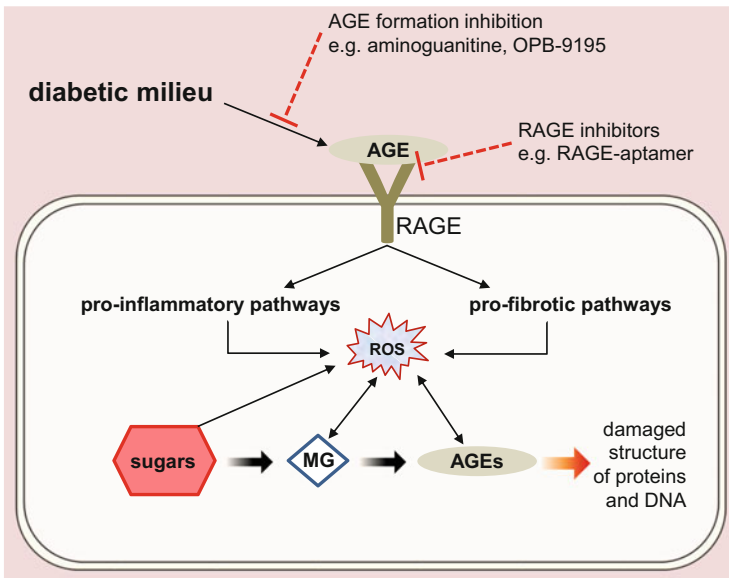 AGE formation inhibition
e.g. aminoguanitine, OPB-9195
diabetic milieu
RAGE inhibitors
e.g. RAGE-aptamer
AGE
RAGE
pro-inflammatory pathways
pro-fibrotic pathways
ROS
sugars
MG
AGEs
damaged
structure
of proteins
and DNA